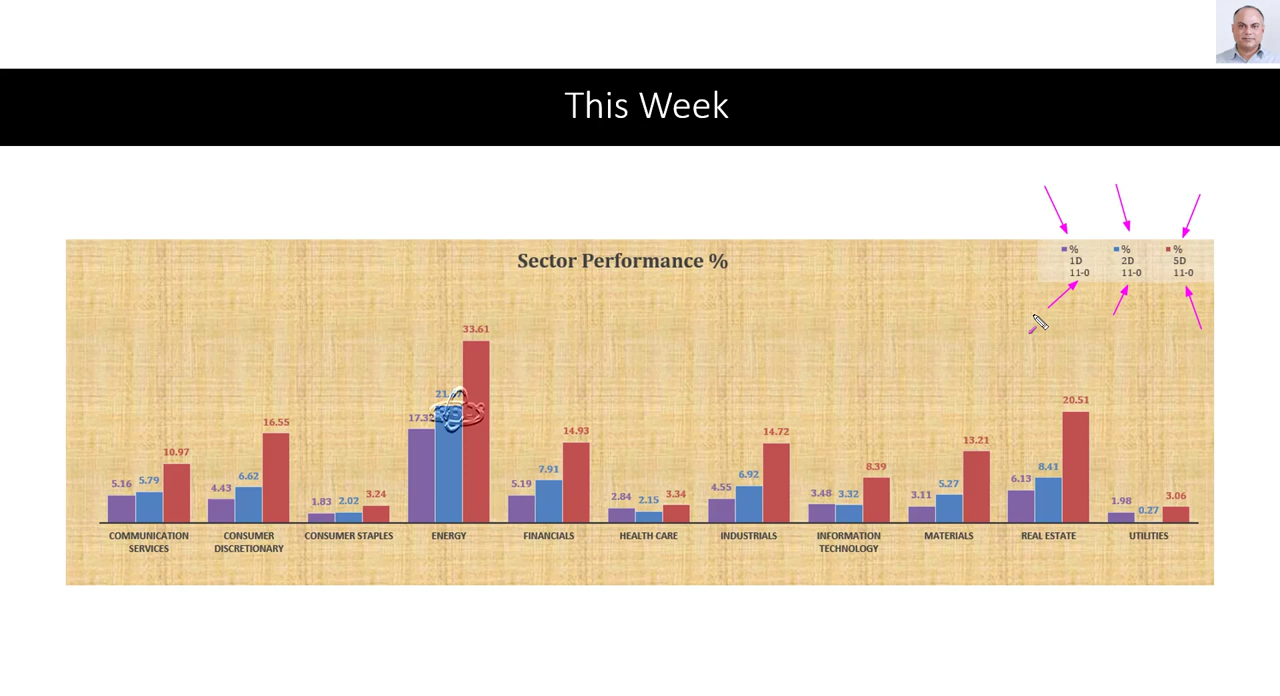 This Week
Sector Performance %
% % %
1D 2D 5D
11-0 11-0 11-0
33.61
17.32
16.55
10.97
5.16 5.79
4.43 6.62
1.83 2.02 3.24
5.19 7.91 14.93
2.84 2.15 3.34
4.55 6.92 14.72
3.48 3.32 8.39
3.11 5.27 13.21
6.13 8.41 20.51
1.98 0.27 3.06
COMMUNICATION SERVICES
CONSUMER DISCRETIONARY
CONSUMER STAPLES
ENERGY
FINANCIALS
HEALTH CARE
INDUSTRIALS
INFORMATION TECHNOLOGY
MATERIALS
REAL ESTATE
UTILITIES